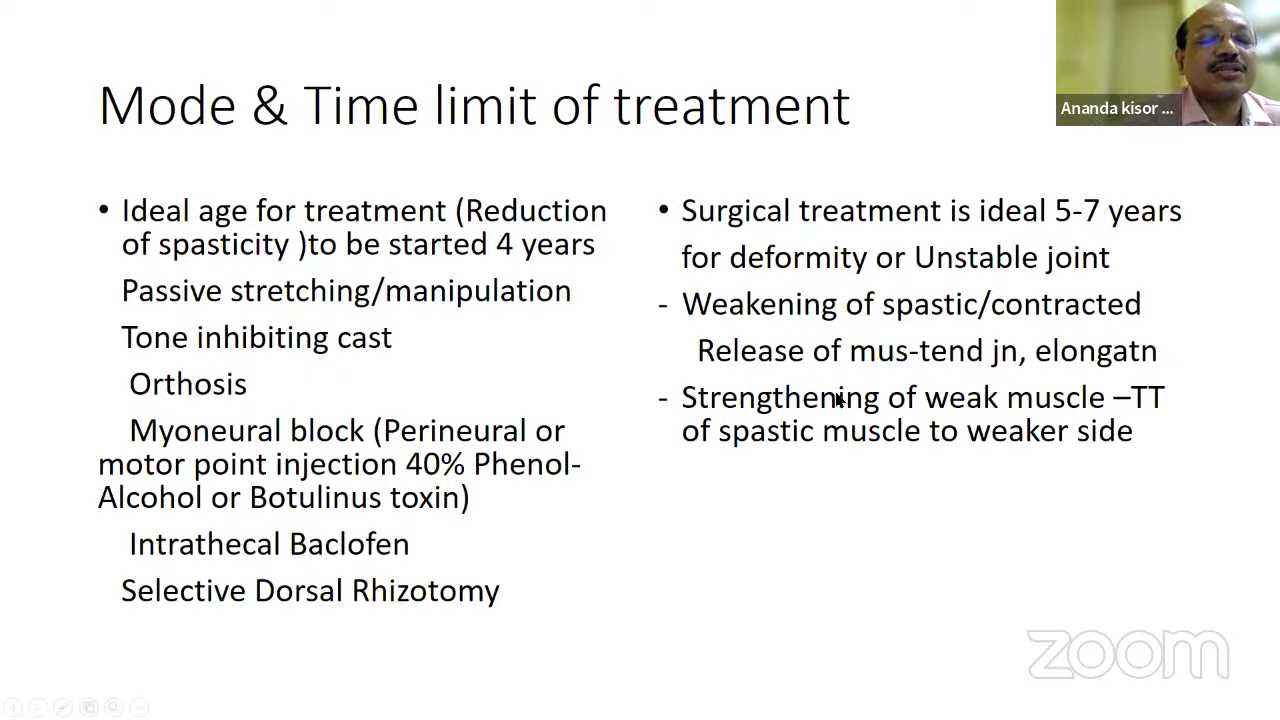 Mode & Time limit of treatment
Ananda kisor ...
• Ideal age for treatment (Reduction
of spasticity )to be started 4 years
Passive stretching/manipulation
Tone inhibiting cast
Orthosis
Myoneural block (Perineural or
motor point injection 40% Phenol-
Alcohol or Botulinus toxin)
Intrathecal Baclofen
Selective Dorsal Rhizotomy
• Surgical treatment is ideal 5-7 years
for deformity or Unstable joint
- Weakening of spastic/contracted
Release of mus-tend jn, elongatn
- Strengthening of weak muscle –TT
of spastic muscle to weaker side
zoom